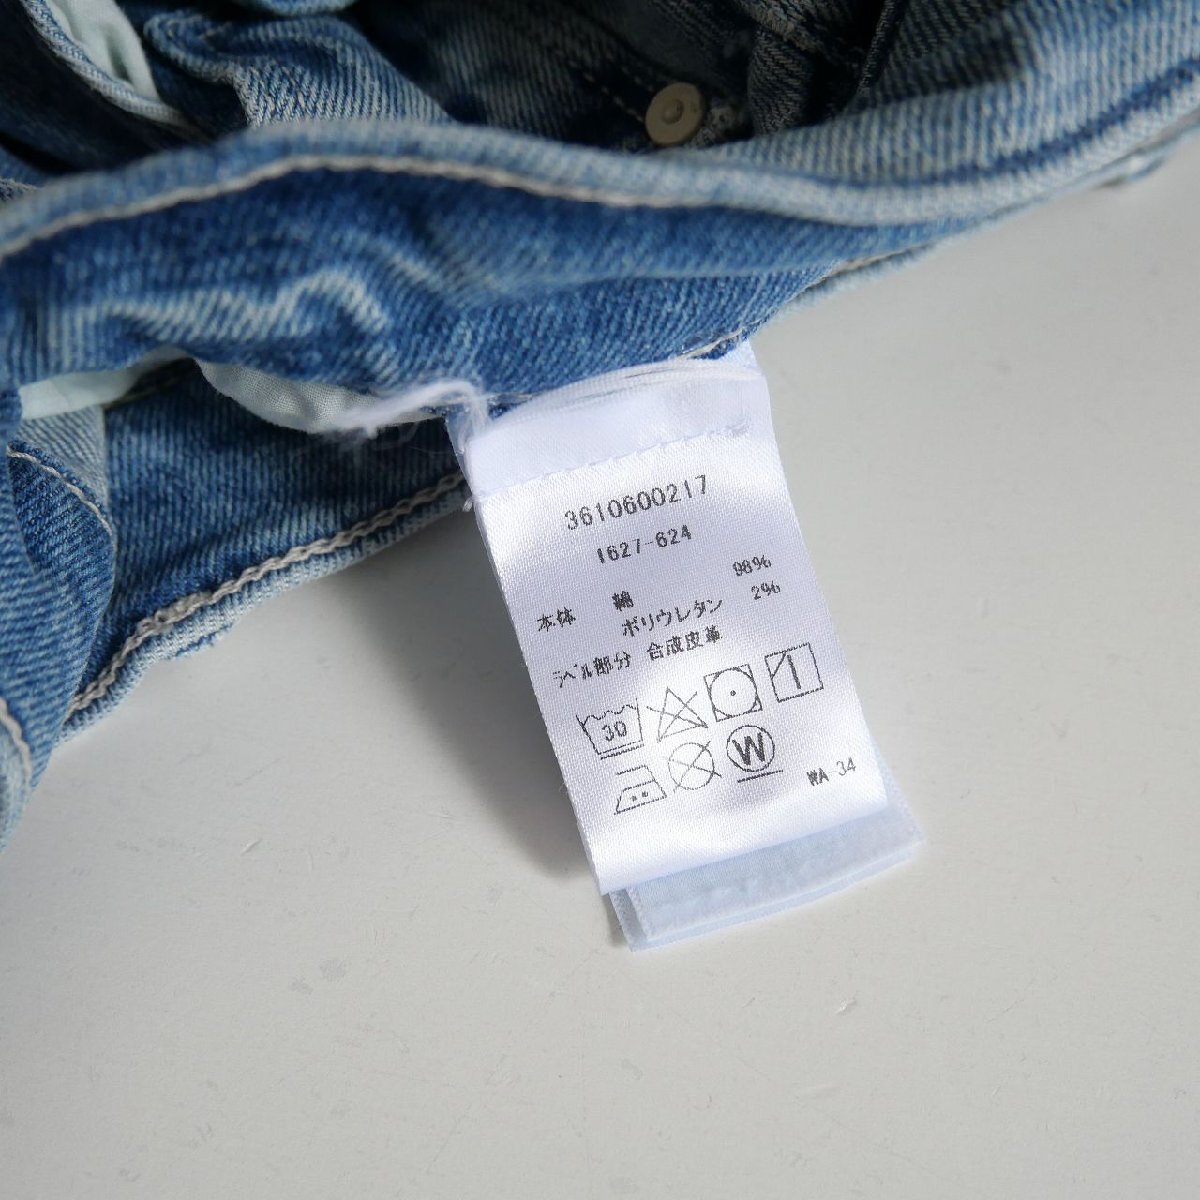 3610600217
1627-624
本体 綿 98%
ポリウレタン 2%
ラベル部分 合成皮革
30
W
WA 34